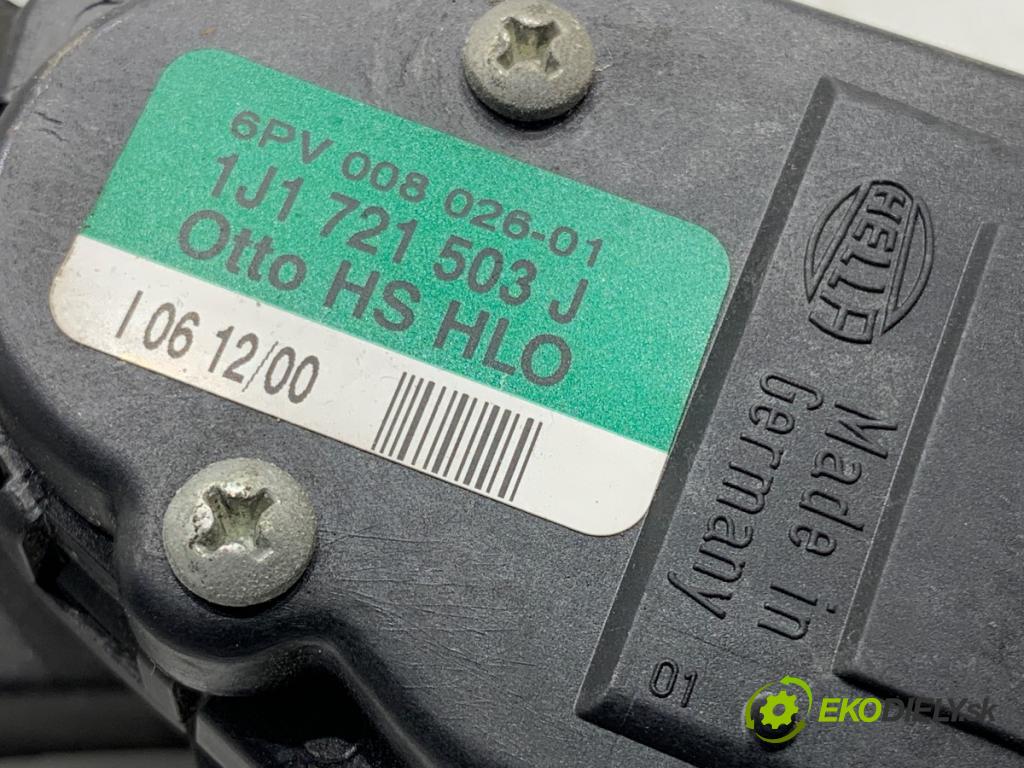 6PV 008 026-01
1J1 721 503 J
Otto HS HLO
I 06 12/00
HELLA
Made in
Germany
01
EKODIELY.sk